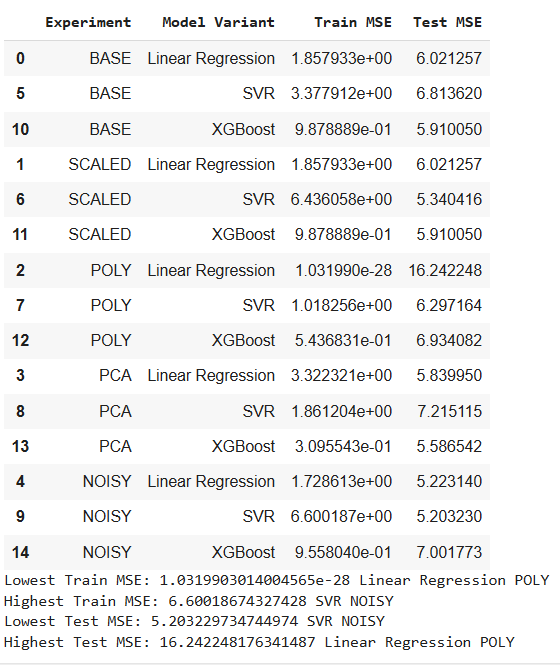 Experiment Model Variant Train MSE Test MSE
0 BASE Linear Regression 1.857933e+00 6.021257
5 BASE SVR 3.377912e+00 6.813620
10 BASE XGBoost 9.878889e-01 5.910050
1 SCALED Linear Regression 1.857933e+00 6.021257
6 SCALED SVR 6.436058e+00 5.340416
11 SCALED XGBoost 9.878889e-01 5.910050
2 POLY Linear Regression 1.031990e-28 16.242248
7 POLY SVR 1.018256e+00 6.297164
12 POLY XGBoost 5.436831e-01 6.934082
3 PCA Linear Regression 3.322321e+00 5.839950
8 PCA SVR 1.861204e+00 7.215115
13 PCA XGBoost 3.095543e-01 5.586542
4 NOISY Linear Regression 1.728613e+00 5.223140
9 NOISY SVR 6.600187e+00 5.203230
14 NOISY XGBoost 9.558040e-01 7.001773
Lowest Train MSE: 1.0319903014004565e-28 Linear Regression POLY
Highest Train MSE: 6.60018674327428 SVR NOISY
Lowest Test MSE: 5.203229734744974 SVR NOISY
Highest Test MSE: 16.242248176341487 Linear Regression POLY